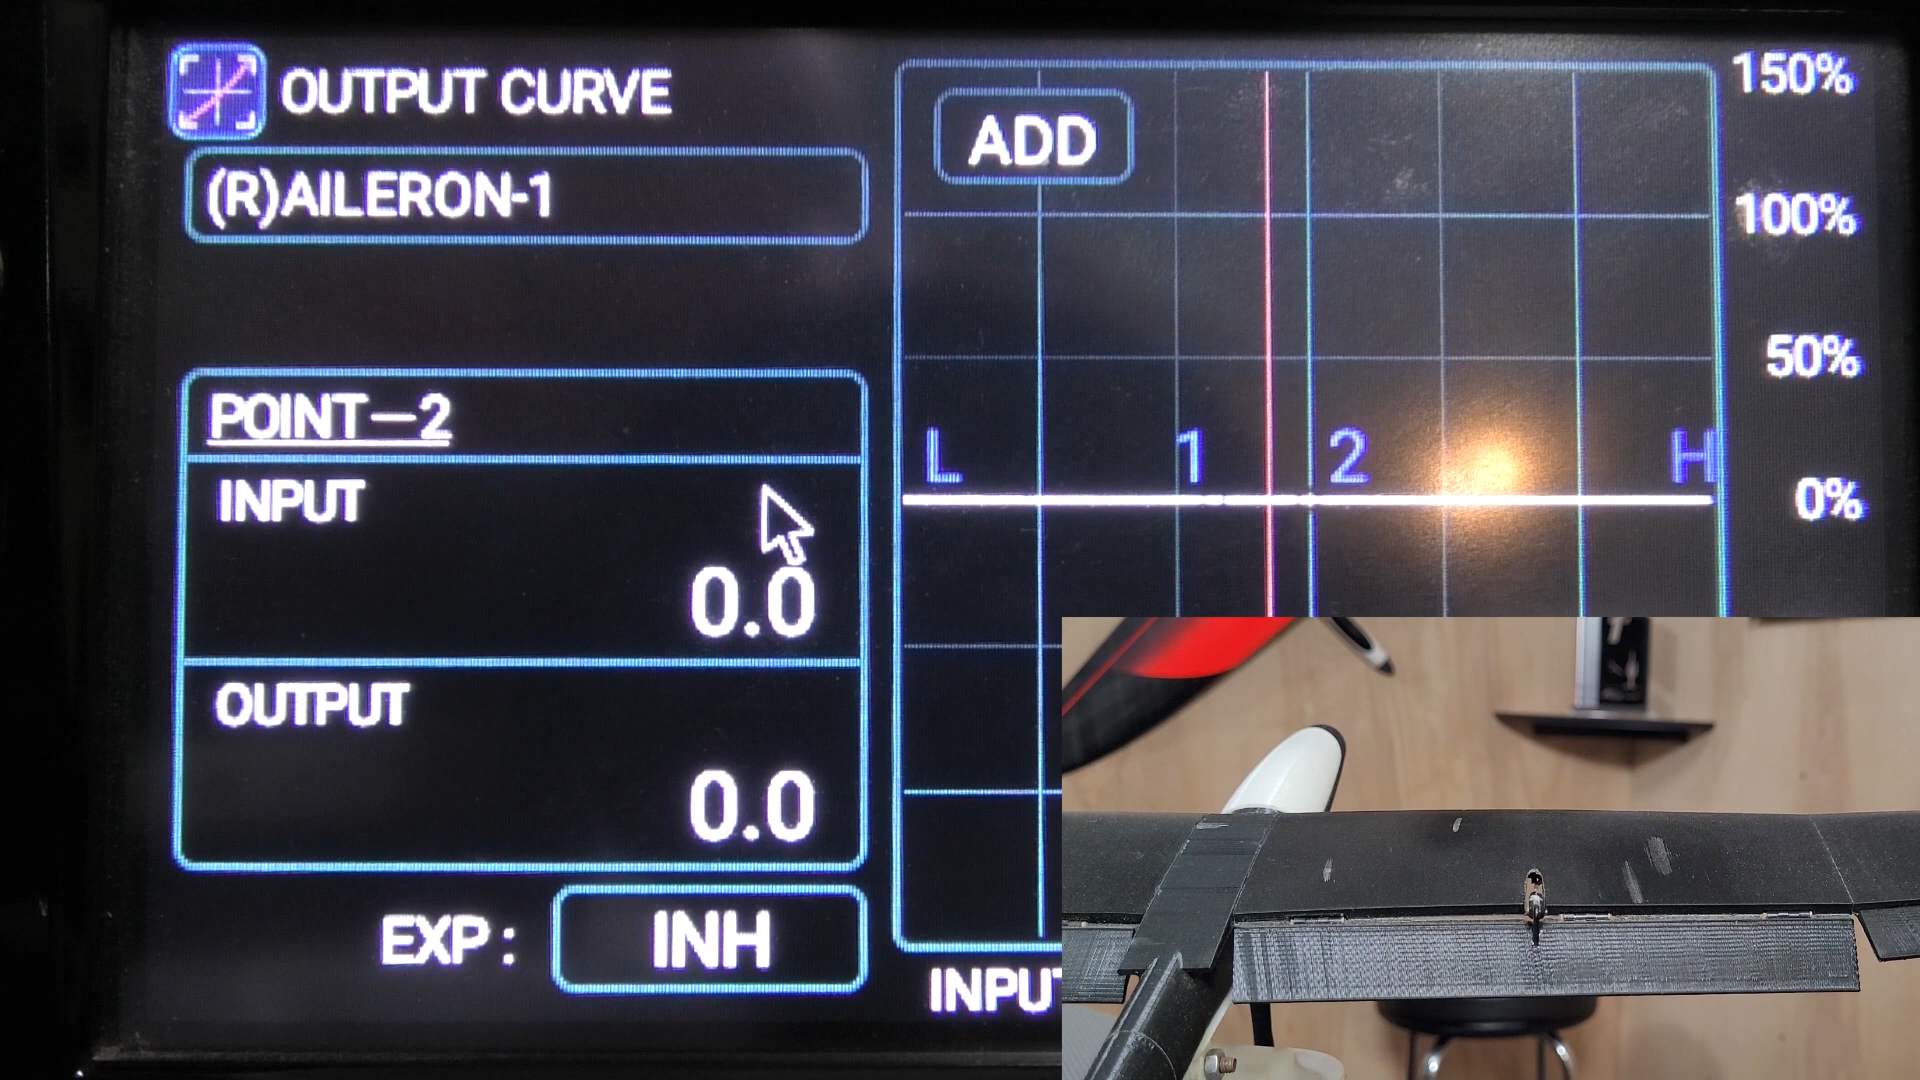 OUTPUT CURVE
(R)AILERON-1
POINT-2
INPUT
0.0
OUTPUT
0.0
EXP: INH
ADD
L 1 2 H
150%
100%
50%
0%
INPUT